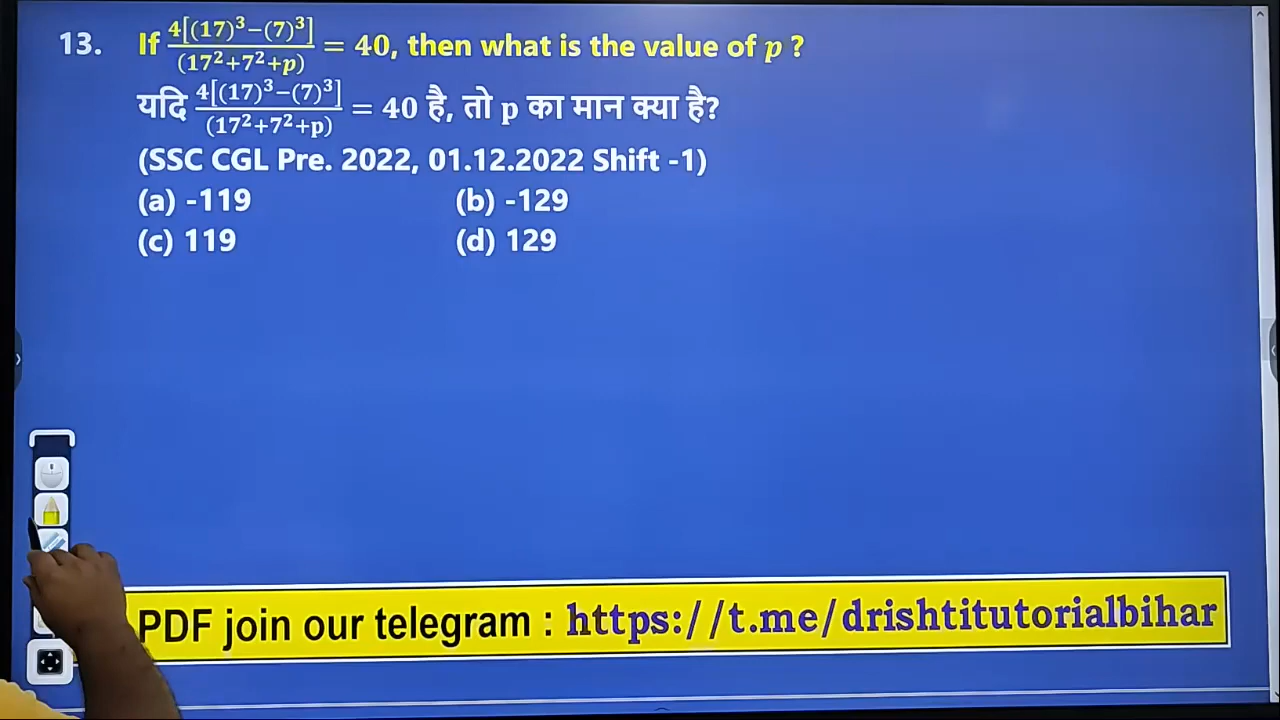 13. If 4[(17)³−(7)³] / (17²+7²+p) = 40, then what is the value of p ?
यदि 4[(17)³−(7)³] / (17²+7²+p) = 40 है, तो p का मान क्या है?
(SSC CGL Pre. 2022, 01.12.2022 Shift -1)
(a) -119 (b) -129
(c) 119 (d) 129
PDF join our telegram : https://t.me/drishtitutorialbihar